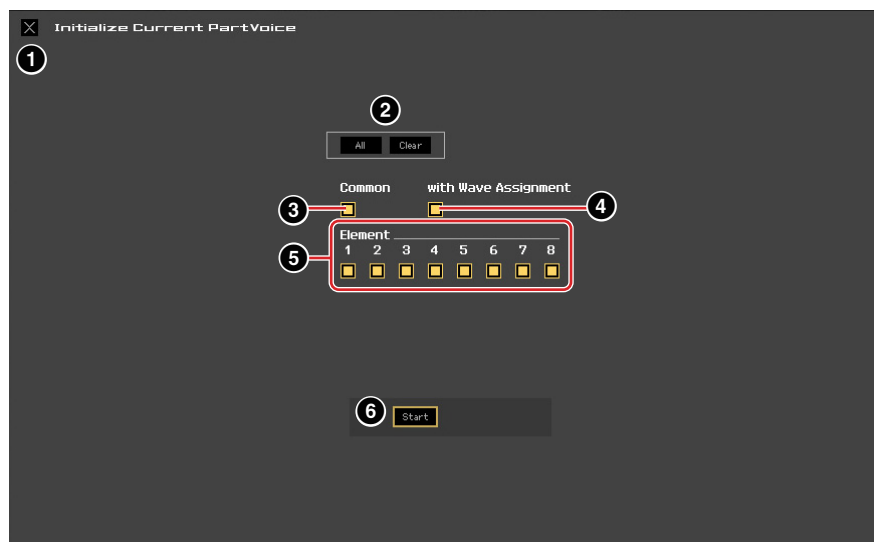 Initialize Current PartVoice
1
2
All Clear
Common with Wave Assignment
3 4
Element
5
1 2 3 4 5 6 7 8
6
Start